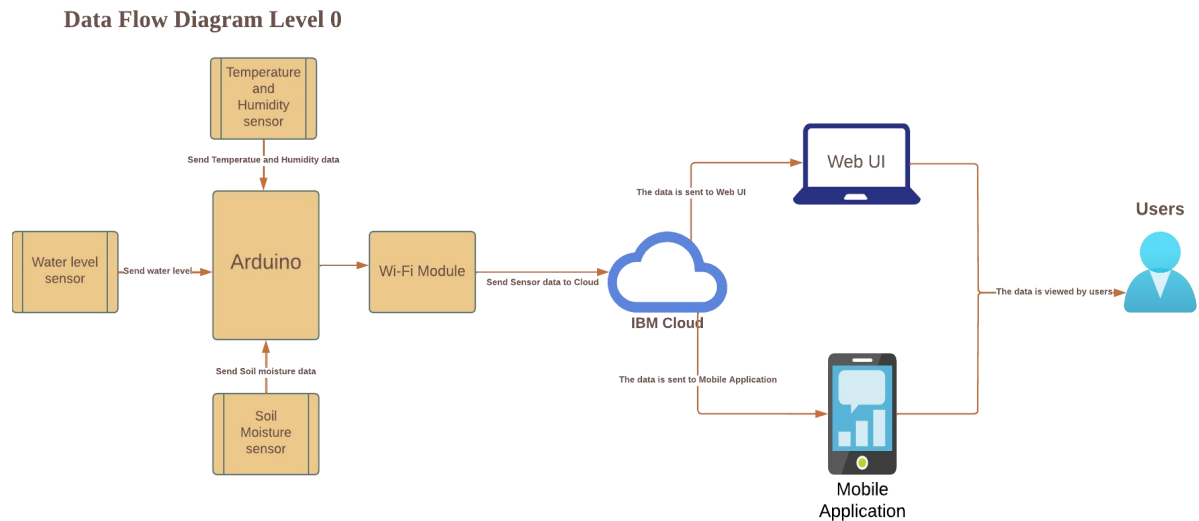 Data Flow Diagram Level 0
Temperature
and
Humidity
sensor
Send Temperatue and Humidity data
Water level
sensor
Send water level
Arduino
Wi-Fi Module
Send Sensor data to Cloud
Send Soil moisture data
Soil
Moisture
sensor
IBM Cloud
The data is sent to Web UI
Web UI
The data is sent to Mobile Application
Mobile
Application
The data is viewed by users
Users